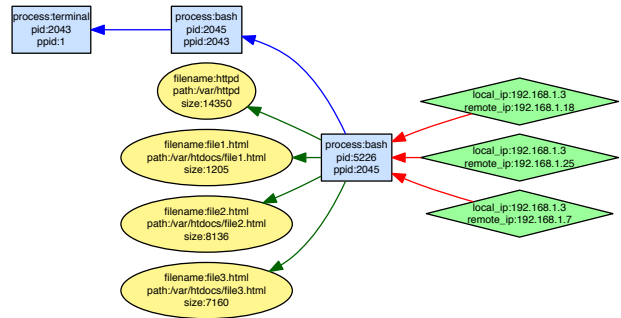 process:terminal
pid:2043
ppid:1
process:bash
pid:2045
ppid:2043
filename:httpd
path:/var/httpd
size:14350
local_ip:192.168.1.3
remote_ip:192.168.1.18
filename:file1.html
path:/var/htdocs/file1.html
size:1205
process:bash
pid:5226
ppid:2045
local_ip:192.168.1.3
remote_ip:192.168.1.25
filename:file2.html
path:/var/htdocs/file2.html
size:8136
local_ip:192.168.1.3
remote_ip:192.168.1.7
filename:file3.html
path:/var/htdocs/file3.html
size:7160